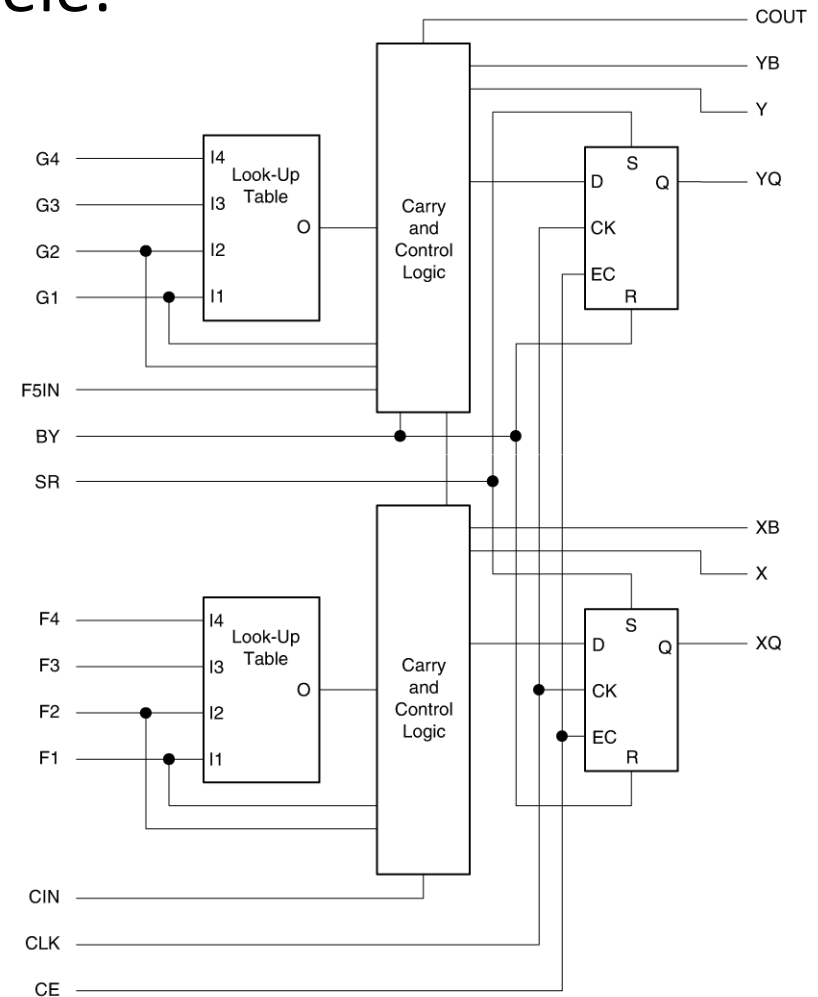 COUT
YB
Y
G4
I4
Look-Up
Table
S
D
Q
YQ
G3
I3
Carry
and
Control
Logic
O
CK
G2
I2
EC
G1
I1
R
F5IN
BY
SR
XB
X
F4
I4
Look-Up
Table
S
D
Q
XQ
F3
I3
Carry
and
Control
Logic
O
CK
F2
I2
EC
F1
I1
R
CIN
CLK
CE